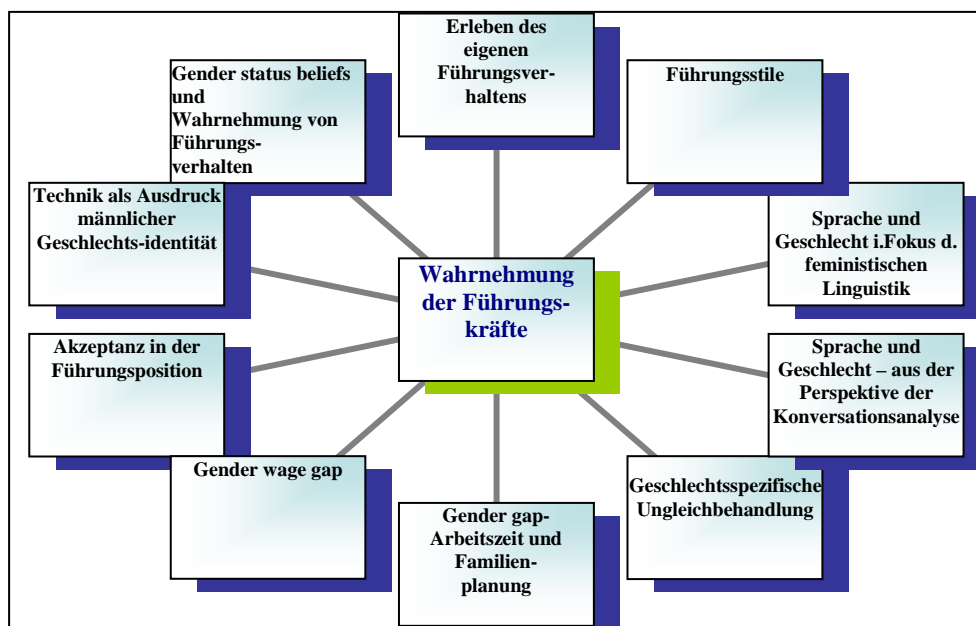 Erleben des
eigenen
Führungsver-
haltens
Führungsstile
Sprache und
Geschlecht i.Fokus d.
feministischen
Linguistik
Sprache und
Geschlecht – aus der
Perspektive der
Konversationsanalyse
Geschlechtsspezifische
Ungleichbehandlung
Gender gap-
Arbeitszeit und
Familien-
planung
Gender wage gap
Akzeptanz in der
Führungsposition
Technik als Ausdruck
männlicher
Geschlechts-identität
Gender status beliefs
und
Wahrnehmung von
Führungs-
verhalten
Wahrnehmung
der Führungs-
kräfte